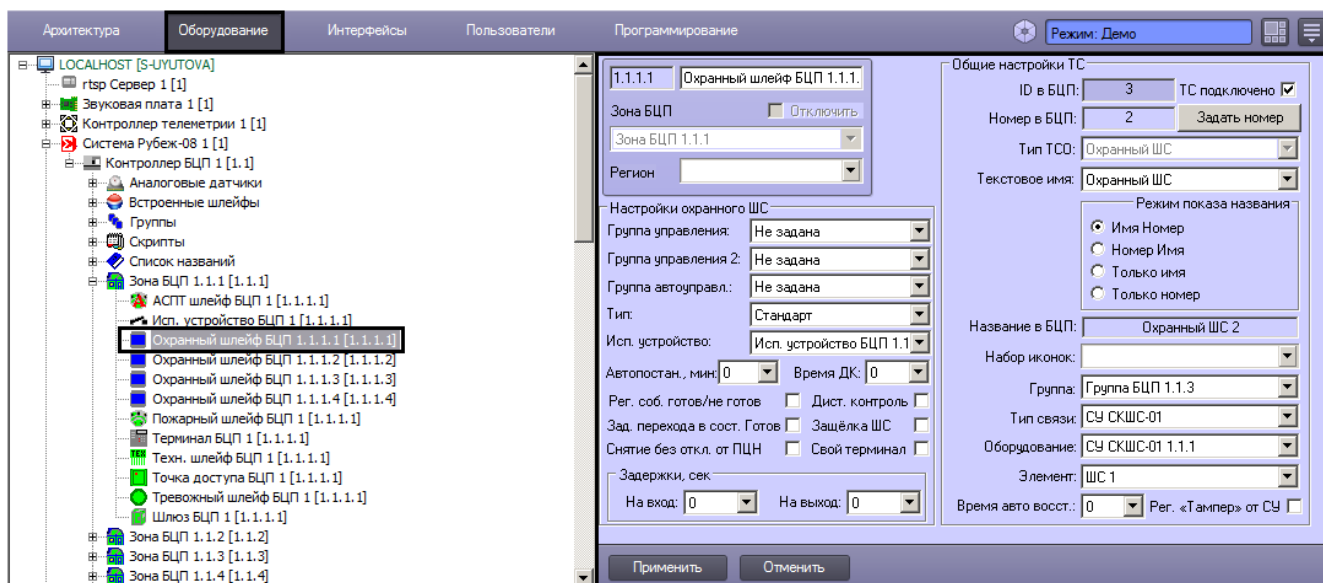 Архитектура Оборудование Интерфейсы Пользователи Программирование Режим: Демо
LOCALHOST [S-UYUTOVA]
rtsp Сервер 1 [1]
Звуковая плата 1 [1]
Контроллер телеметрии 1 [1]
Система Рубеж-08 1 [1]
Контроллер БЦП 1 [1.1]
Аналоговые датчики
Встроенные шлейфы
Группы
Скрипты
Список названий
Зона БЦП 1.1.1 [1.1.1]
АСПТ шлейф БЦП 1 [1.1.1.1]
Исп. устройство БЦП 1 [1.1.1.1]
Охранный шлейф БЦП 1.1.1.1 [1.1.1.1]
Охранный шлейф БЦП 1.1.1.2 [1.1.1.2]
Охранный шлейф БЦП 1.1.1.3 [1.1.1.3]
Охранный шлейф БЦП 1.1.1.4 [1.1.1.4]
Пожарный шлейф БЦП 1 [1.1.1.1]
Терминал БЦП 1 [1.1.1.1]
Техн. шлейф БЦП 1 [1.1.1.1]
Точка доступа БЦП 1 [1.1.1.1]
Тревожный шлейф БЦП 1 [1.1.1.1]
Шлюз БЦП 1 [1.1.1.1]
Зона БЦП 1.1.2 [1.1.2]
Зона БЦП 1.1.3 [1.1.3]
Зона БЦП 1.1.4 [1.1.4]
1.1.1.1 Охранный шлейф БЦП 1.1.1.
Зона БЦП Отключить
Зона БЦП 1.1.1
Регион
Настройки охранного ШС
Группа управления: Не задана
Группа управления 2: Не задана
Группа автоуправл.: Не задана
Тип: Стандарт
Исп. устройство: Исп. устройство БЦП 1.1
Автопостан., мин: 0 Время ДК: 0
Рег. соб. готов/не готов Дист. контроль
Зад. перехода в сост. Готов Защёлка ШС
Снятие без откл. от ПЦН Свой терминал
Задержки, сек
На вход: 0 На выход: 0
Общие настройки ТС
ID в БЦП: 3 ТС подключено
Номер в БЦП: 2 Задать номер
Тип ТСО: Охранный ШС
Текстовое имя: Охранный ШС
Режим показа названия
Имя Номер
Номер Имя
Только имя
Только номер
Название в БЦП: Охранный ШС 2
Набор иконок:
Группа: Группа БЦП 1.1.3
Тип связи: СУ СКШС-01
Оборудование: СУ СКШС-01 1.1.1
Элемент: ШС 1
Время авто восст.: 0 Рег. «Тампер» от СУ
Применить Отменить